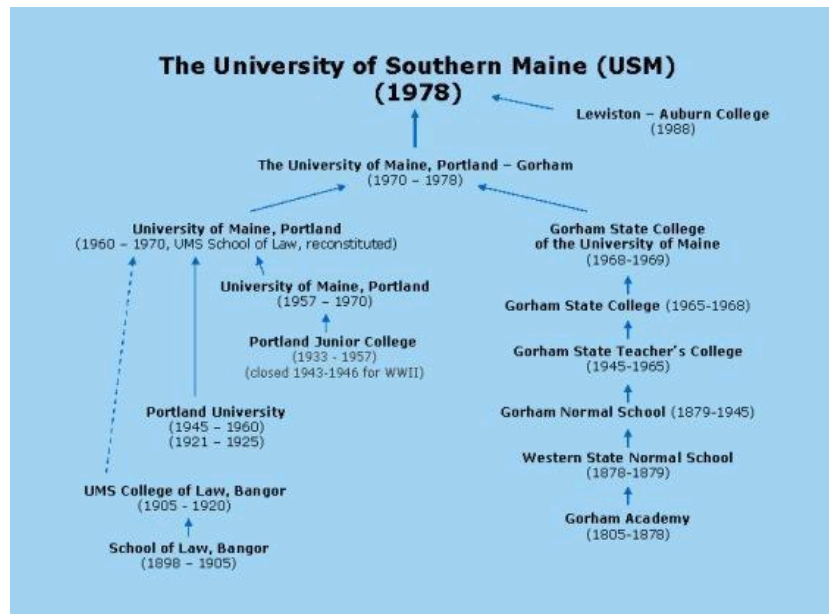 The University of Southern Maine (USM)
(1978)
Lewiston – Auburn College
(1988)
The University of Maine, Portland – Gorham
(1970 – 1978)
University of Maine, Portland
(1960 – 1970, UMS School of Law, reconstituted)
Gorham State College
of the University of Maine
(1968-1969)
University of Maine, Portland
(1957 – 1970)
Gorham State College (1965-1968)
Portland Junior College
(1933 - 1957)
(closed 1943-1946 for WWII)
Gorham State Teacher's College
(1945-1965)
Portland University
(1945 – 1960)
(1921 – 1925)
Gorham Normal School (1879-1945)
Western State Normal School
(1878-1879)
UMS College of Law, Bangor
(1905 - 1920)
Gorham Academy
(1805-1878)
School of Law, Bangor
(1898 – 1905)